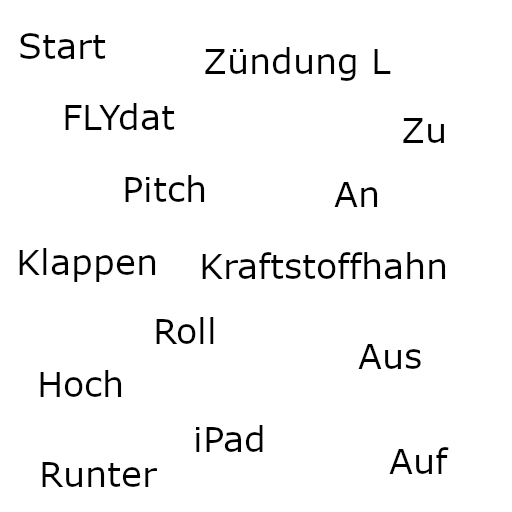 Start
Zündung L
FLYdat
Zu
Pitch
An
Klappen
Kraftstoffhahn
Roll
Aus
Hoch
iPad
Auf
Runter